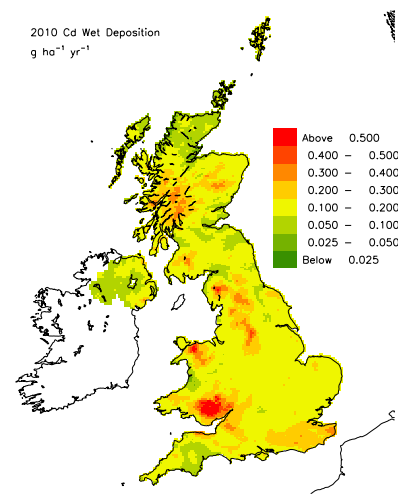 2010 Cd Wet Deposition
g ha⁻¹ yr⁻¹
Above 0.500
0.400 – 0.500
0.300 – 0.400
0.200 – 0.300
0.100 – 0.200
0.050 – 0.100
0.025 – 0.050
Below 0.025